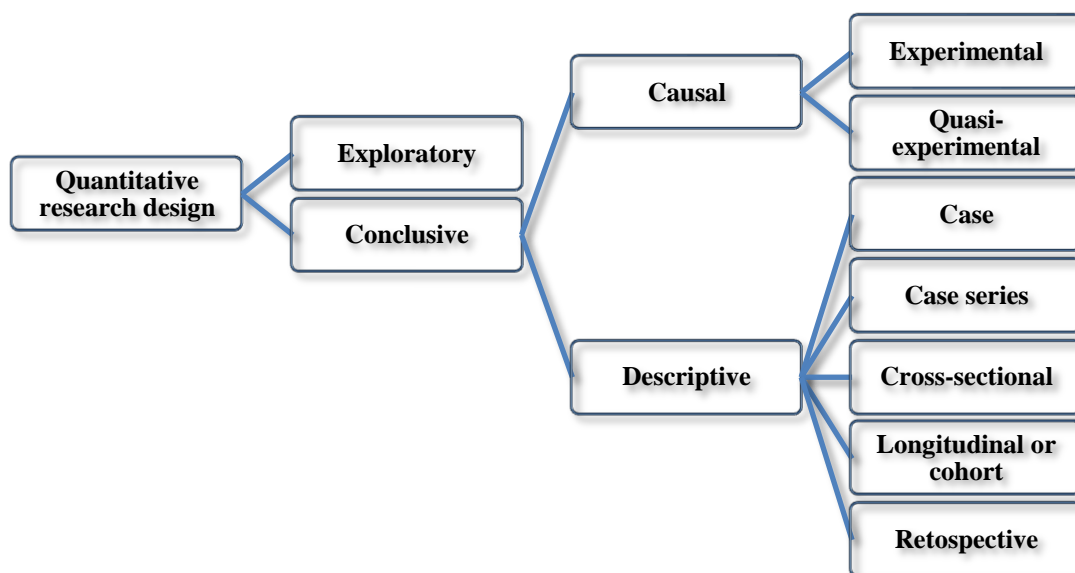 Quantitative
research design
Exploratory
Conclusive
Causal
Descriptive
Experimental
Quasi-
experimental
Case
Case series
Cross-sectional
Longitudinal or
cohort
Retospective